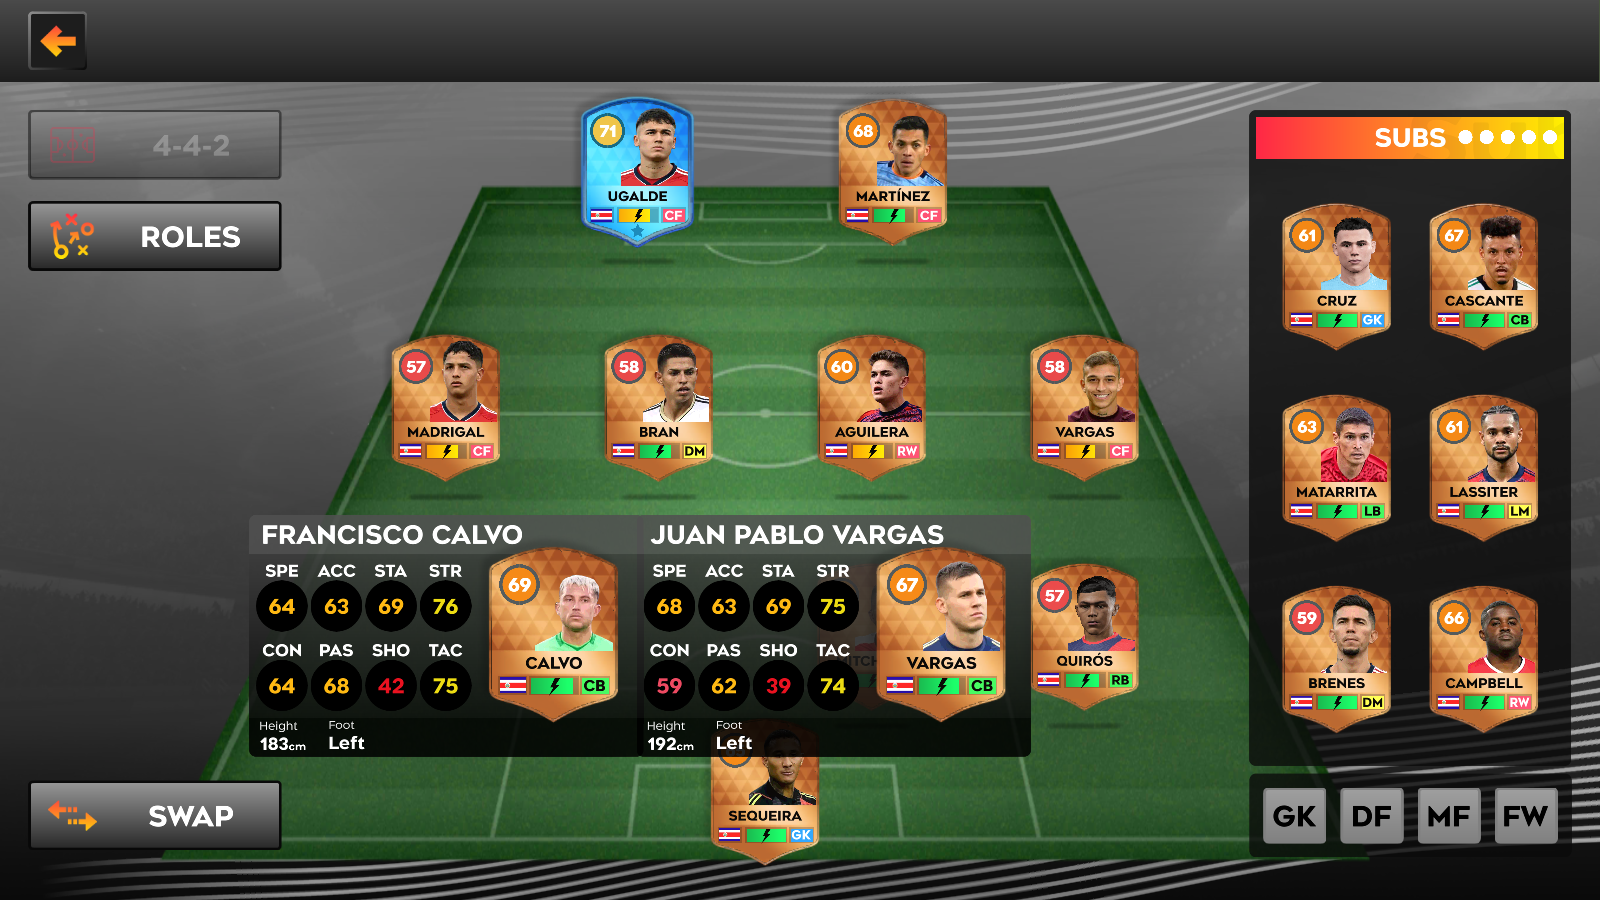 4-4-2
ROLES
71
UGALDE
CF
68
MARTÍNEZ
CF
SUBS
61
CRUZ
GK
67
CASCANTE
CB
57
MADRIGAL
CF
58
BRAN
DM
60
AGUILERA
RW
58
VARGAS
CF
63
MATARRITA
LB
61
LASSITER
LM
FRANCISCO CALVO
SPE ACC STA STR
64 63 69 76
CON PAS SHO TAC
64 68 42 75
Height Foot
183cm Left
69
CALVO
CB
JUAN PABLO VARGAS
SPE ACC STA STR
68 63 69 75
CON PAS SHO TAC
59 62 39 74
Height Foot
192cm Left
67
VARGAS
CB
57
QUIRÓS
RB
59
BRENES
DM
66
CAMPBELL
RW
SEQUEIRA
GK
SWAP
GK DF MF FW